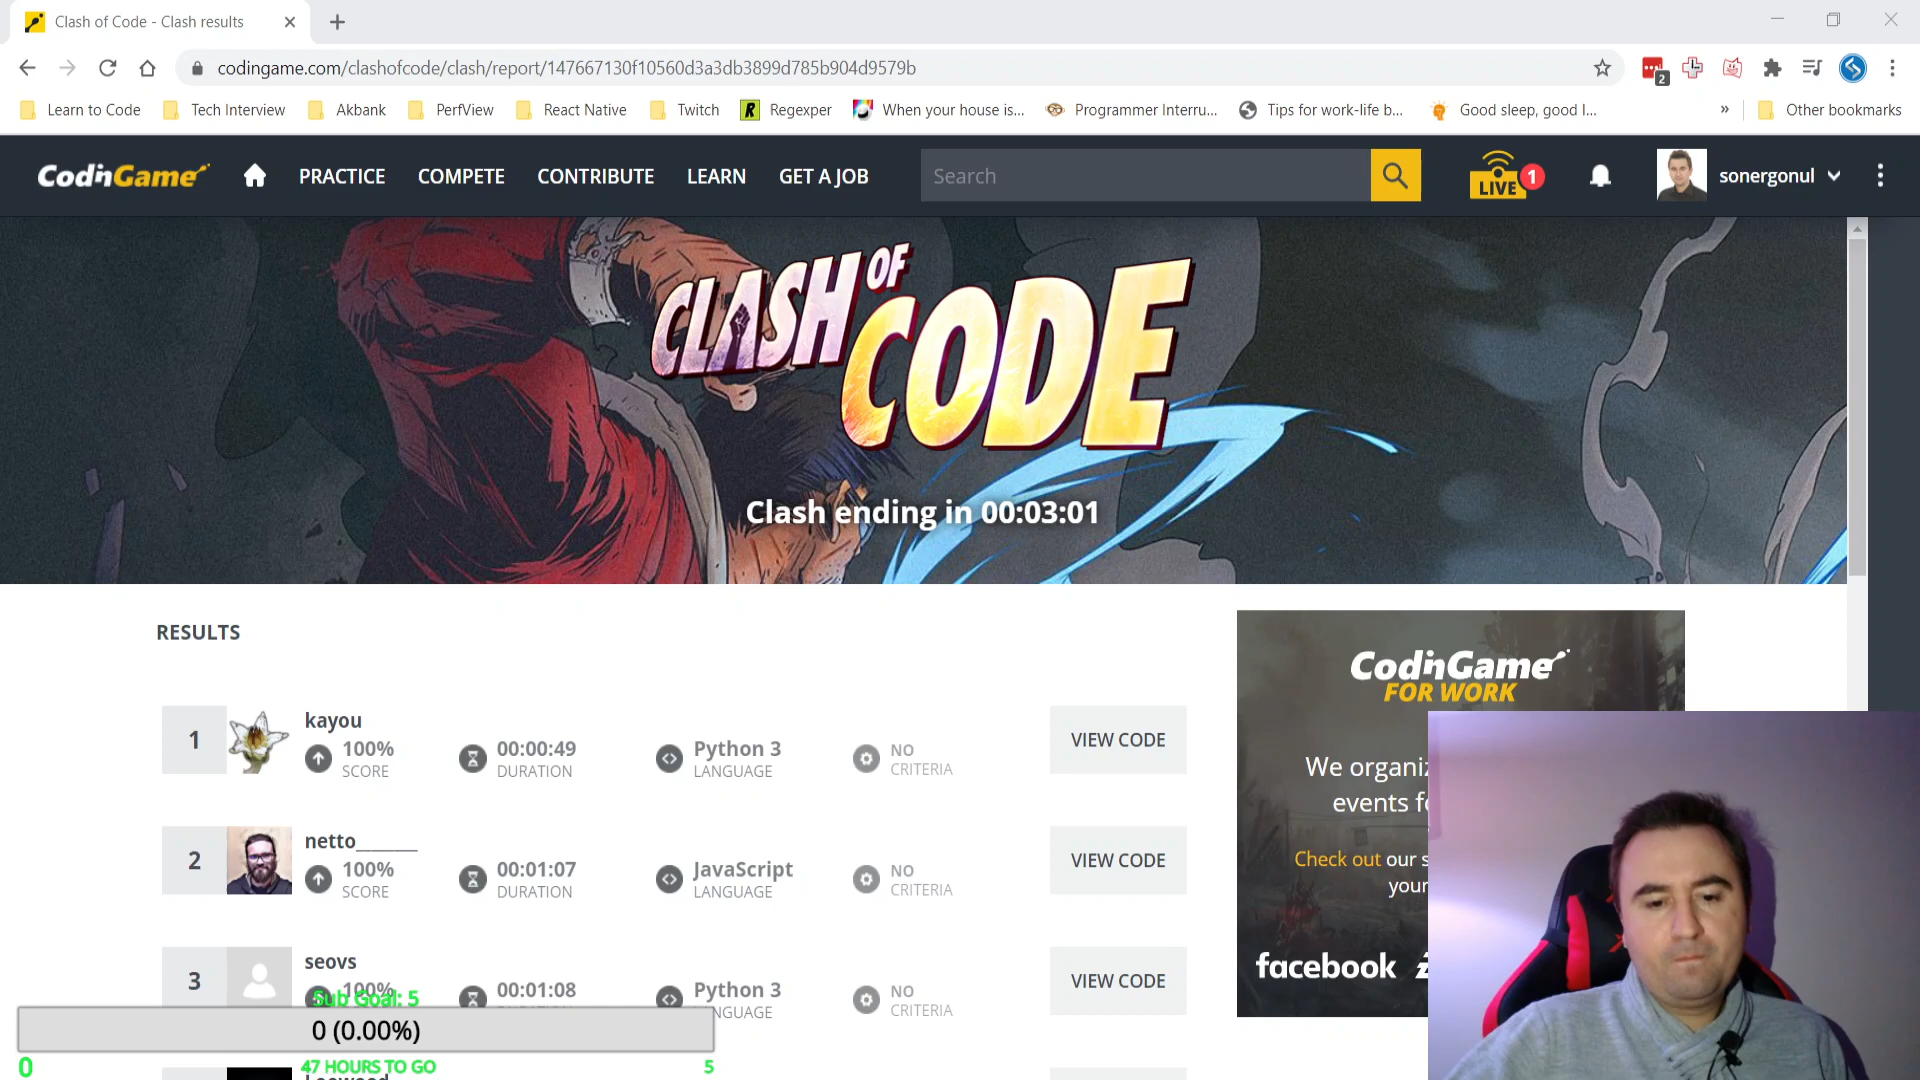 Clash of Code - Clash results
codingame.com/clashofcode/clash/report/147667130f10560d3a3db3899d785b904d9579b
2
Learn to Code Tech Interview Akbank PerfView React Native Twitch Regexper When your house is... Programmer Interru... Tips for work-life b... Good sleep, good l... » Other bookmarks
CodinGame PRACTICE COMPETE CONTRIBUTE LEARN GET A JOB Search LIVE 1 sonergonul
CLASH OF CODE
Clash ending in 00:03:01
RESULTS
1 kayou
100% 00:00:49 Python 3 NO
SCORE DURATION LANGUAGE CRITERIA
VIEW CODE
2 netto________
100% 00:01:07 JavaScript NO
SCORE DURATION LANGUAGE CRITERIA
VIEW CODE
3 seovs
100% 00:01:08 Python 3 NO
NGUAGE CRITERIA
VIEW CODE
CodinGame
FOR WORK
We organiz
events fo
Check out our s
your
facebook
Sub Goal: 5
0 (0.00%)
0 47 HOURS TO GO 5